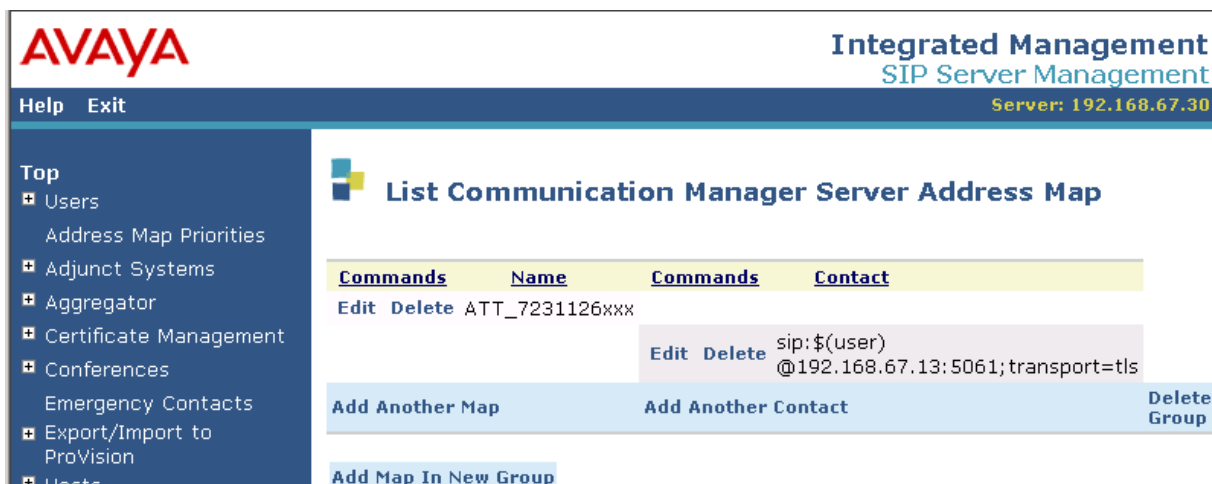 AVAYA
Integrated Management
SIP Server Management
Help Exit
Server: 192.168.67.30
Top
Users
Address Map Priorities
Adjunct Systems
Aggregator
Certificate Management
Conferences
Emergency Contacts
Export/Import to
ProVision
Hosts
List Communication Manager Server Address Map
Commands Name Commands Contact
Edit Delete ATT_7231126xxx
Edit Delete sip:$(user)
@192.168.67.13:5061;transport=tls
Add Another Map Add Another Contact Delete
Group
Add Map In New Group